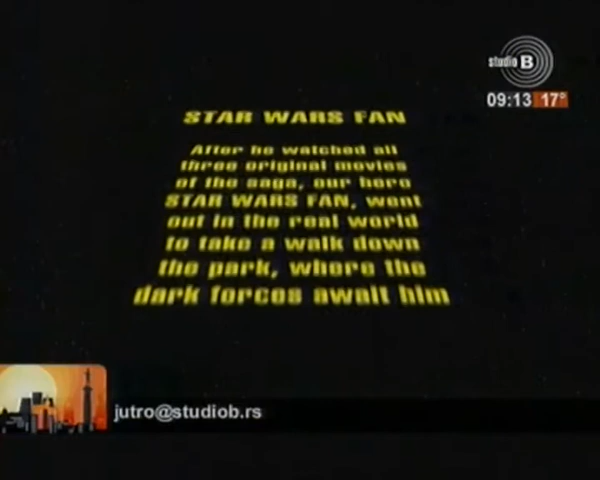 studio B
09:13 17°
STAR WARS FAN
After he watched all
three original movies
of the saga, our hero
STAR WARS FAN, went
out in the real world
to take a walk down
the park, where the
dark forces await him
jutro@studiob.rs